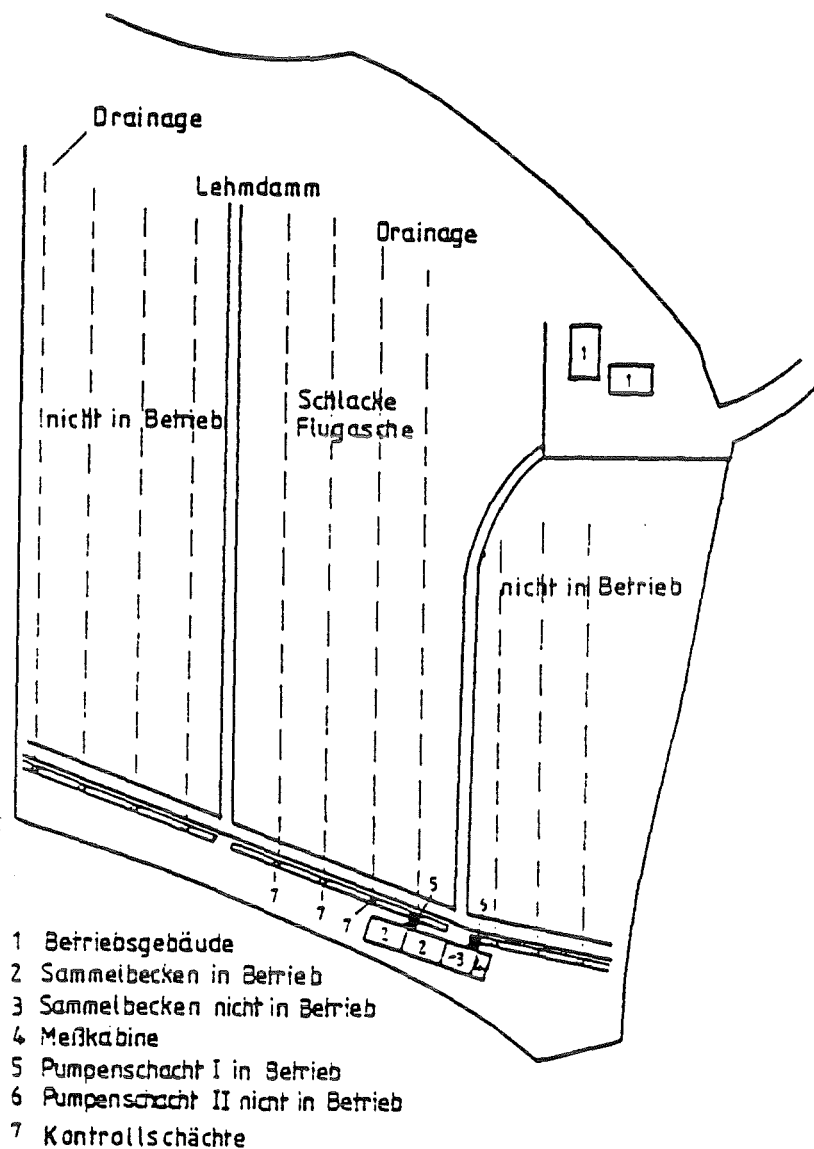 Drainage
Lehmdamm
Drainage
1
1
nicht in Betrieb
Schlacke
Flugasche
nicht in Betrieb
5
5
7
7
7
2
2
3
4
1 Betriebsgebäude
2 Sammelbecken in Betrieb
3 Sammelbecken nicht in Betrieb
4 Meßkabine
5 Pumpenschacht I in Betrieb
6 Pumpenschacht II nicht in Betrieb
7 Kontrollschächte